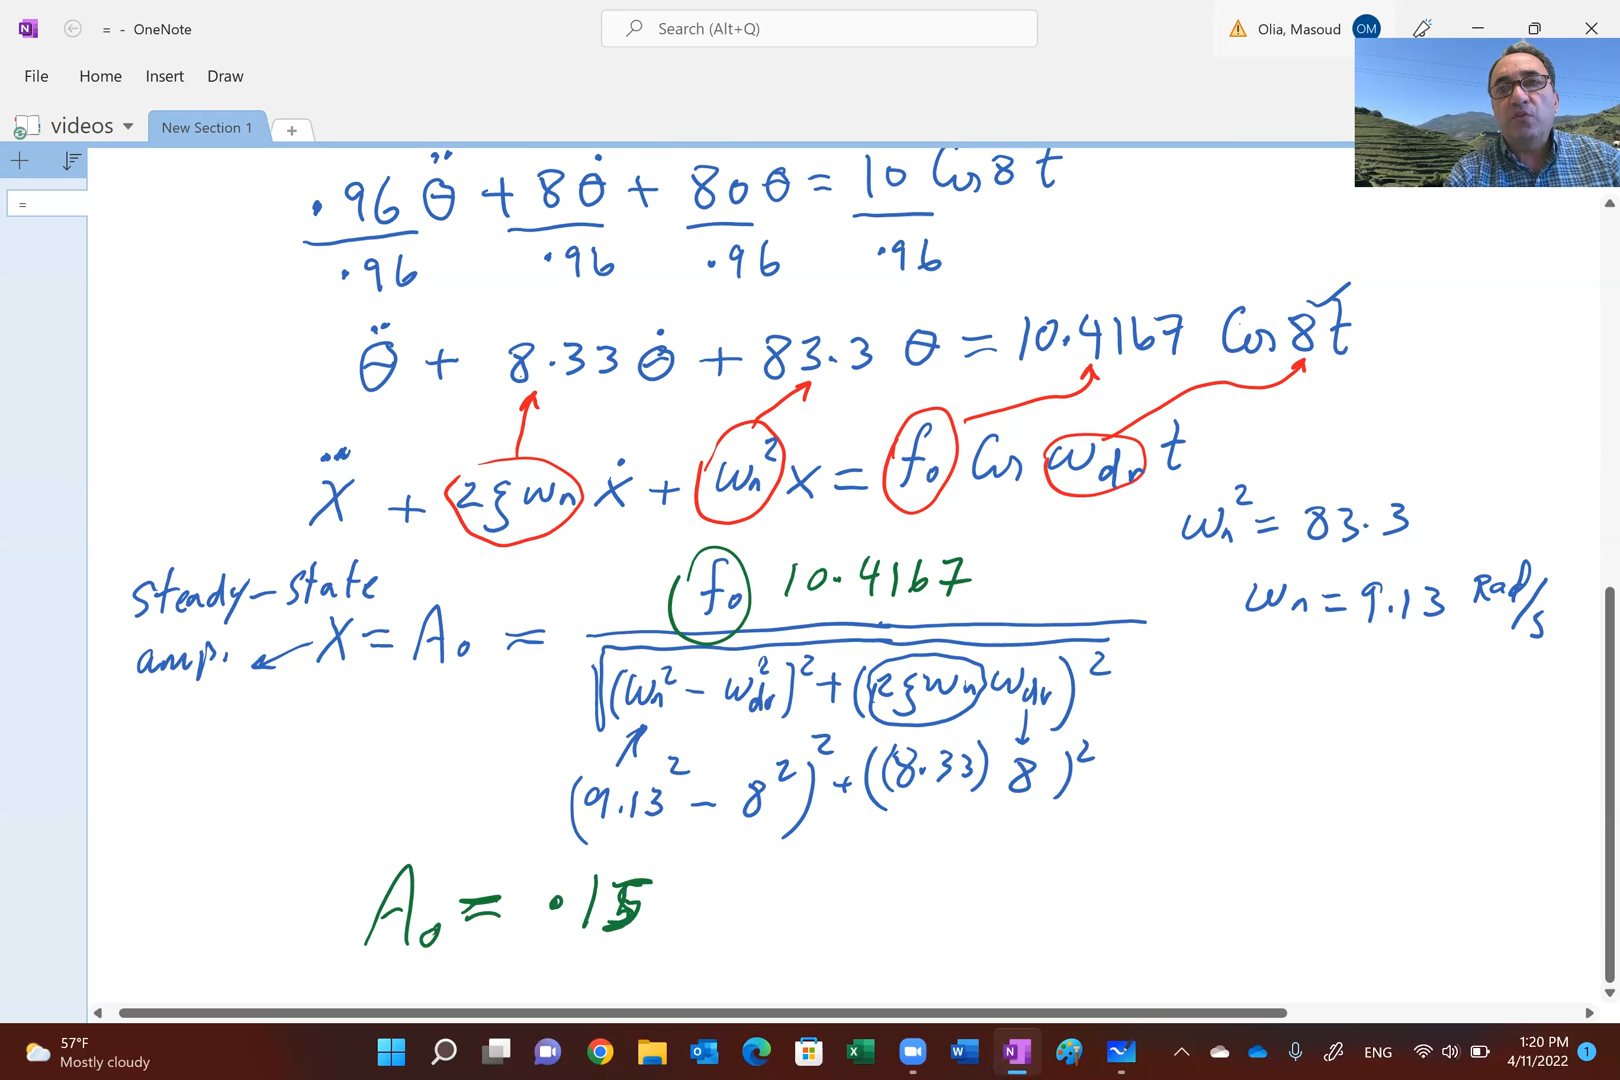 = - OneNote
Search (Alt+Q)
Olia, Masoud OM
File Home Insert Draw
videos New Section 1 +
=
.96 θ̈ + 8 θ̇ + 80 θ = 10 Cos 8 t
.96 .96 .96 .96
θ̈ + 8.33 θ̇ + 83.3 θ = 10.4167 Cos 8 t
Ẍ + 2ξωn ẋ + ωn² x = f₀ Cos ωdr t
ωn² = 83.3
ωn = 9.13 Rad/s
steady-state
amp. ← X = A₀ = f₀ 10.4167
√(ωn² - ωdr²)² + (2ξωn ωdr)²
(9.13² - 8²)² + ((8.33) 8)²
A₀ = .15
57°F
Mostly cloudy
ENG
1:20 PM
4/11/2022
1